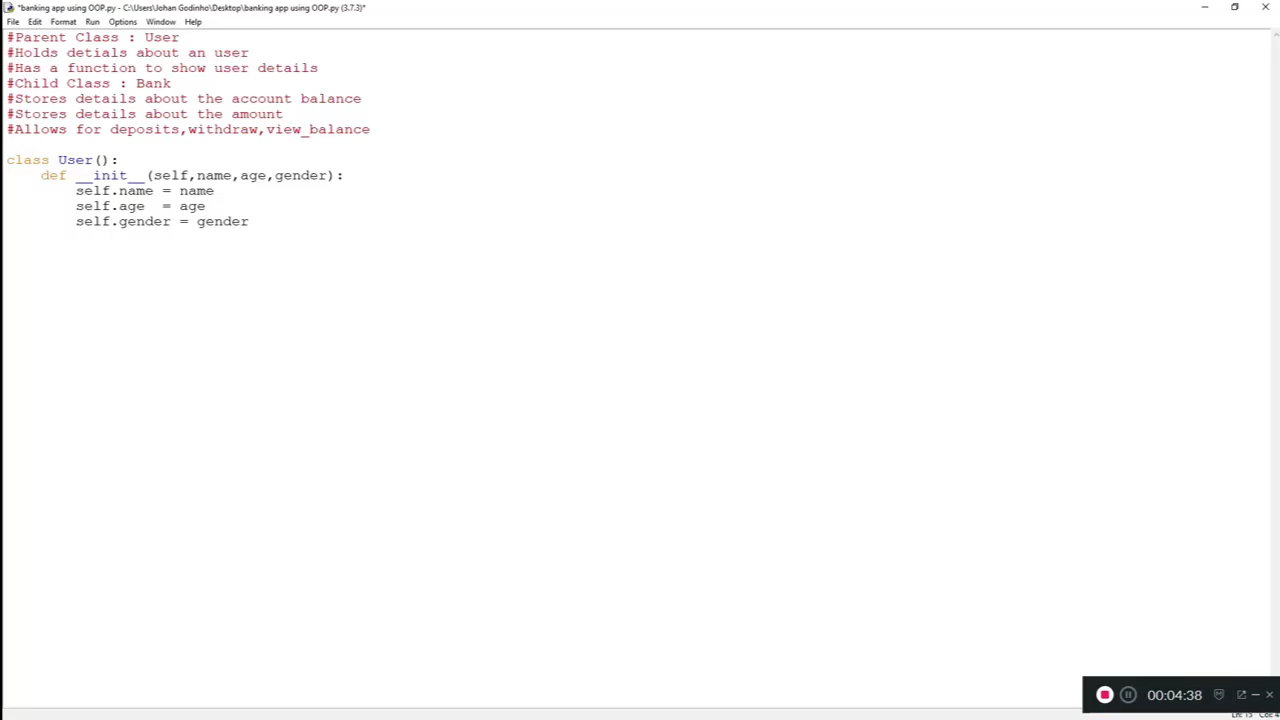 *banking app using OOP.py - C:\Users\Johan Godinho\Desktop\banking app using OOP.py (3.7.3)*
File Edit Format Run Options Window Help
#Parent Class : User
#Holds detials about an user
#Has a function to show user details
#Child Class : Bank
#Stores details about the account balance
#Stores details about the amount
#Allows for deposits,withdraw,view_balance
class User():
    def __init__(self,name,age,gender):
        self.name = name
        self.age  = age
        self.gender = gender
00:04:38